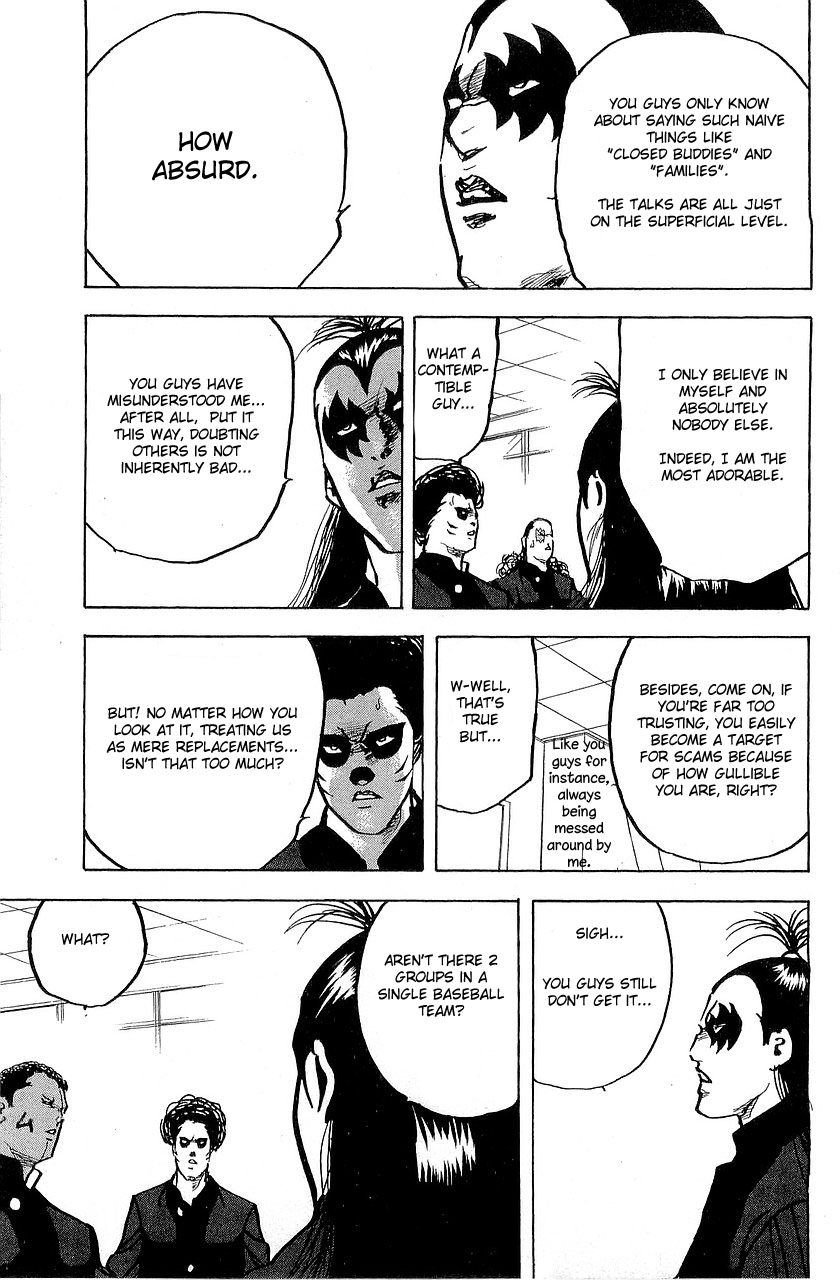 YOU GUYS ONLY KNOW
ABOUT SAYING SUCH NAIVE
THINGS LIKE
"CLOSED BUDDIES" AND
"FAMILIES".
THE TALKS ARE ALL JUST
ON THE SUPERFICIAL LEVEL.
HOW
ABSURD.
I ONLY BELIEVE IN
MYSELF AND
ABSOLUTELY
NOBODY ELSE.
INDEED, I AM THE
MOST ADORABLE.
WHAT A
CONTEMP-
TIBLE
GUY...
YOU GUYS HAVE
MISUNDERSTOOD ME...
AFTER ALL, PUT IT
THIS WAY, DOUBTING
OTHERS IS NOT
INHERENTLY BAD...
BESIDES, COME ON, IF
YOU'RE FAR TOO
TRUSTING, YOU EASILY
BECOME A TARGET
FOR SCAMS BECAUSE
OF HOW GULLIBLE
YOU ARE, RIGHT?
Like you
guys for
instance,
always
being
messed
around by
me.
W-WELL,
THAT'S
TRUE
BUT...
BUT! NO MATTER HOW YOU
LOOK AT IT, TREATING US
AS MERE REPLACEMENTS...
ISN'T THAT TOO MUCH?
SIGH...
YOU GUYS STILL
DON'T GET IT...
AREN'T THERE 2
GROUPS IN A
SINGLE BASEBALL
TEAM?
WHAT?